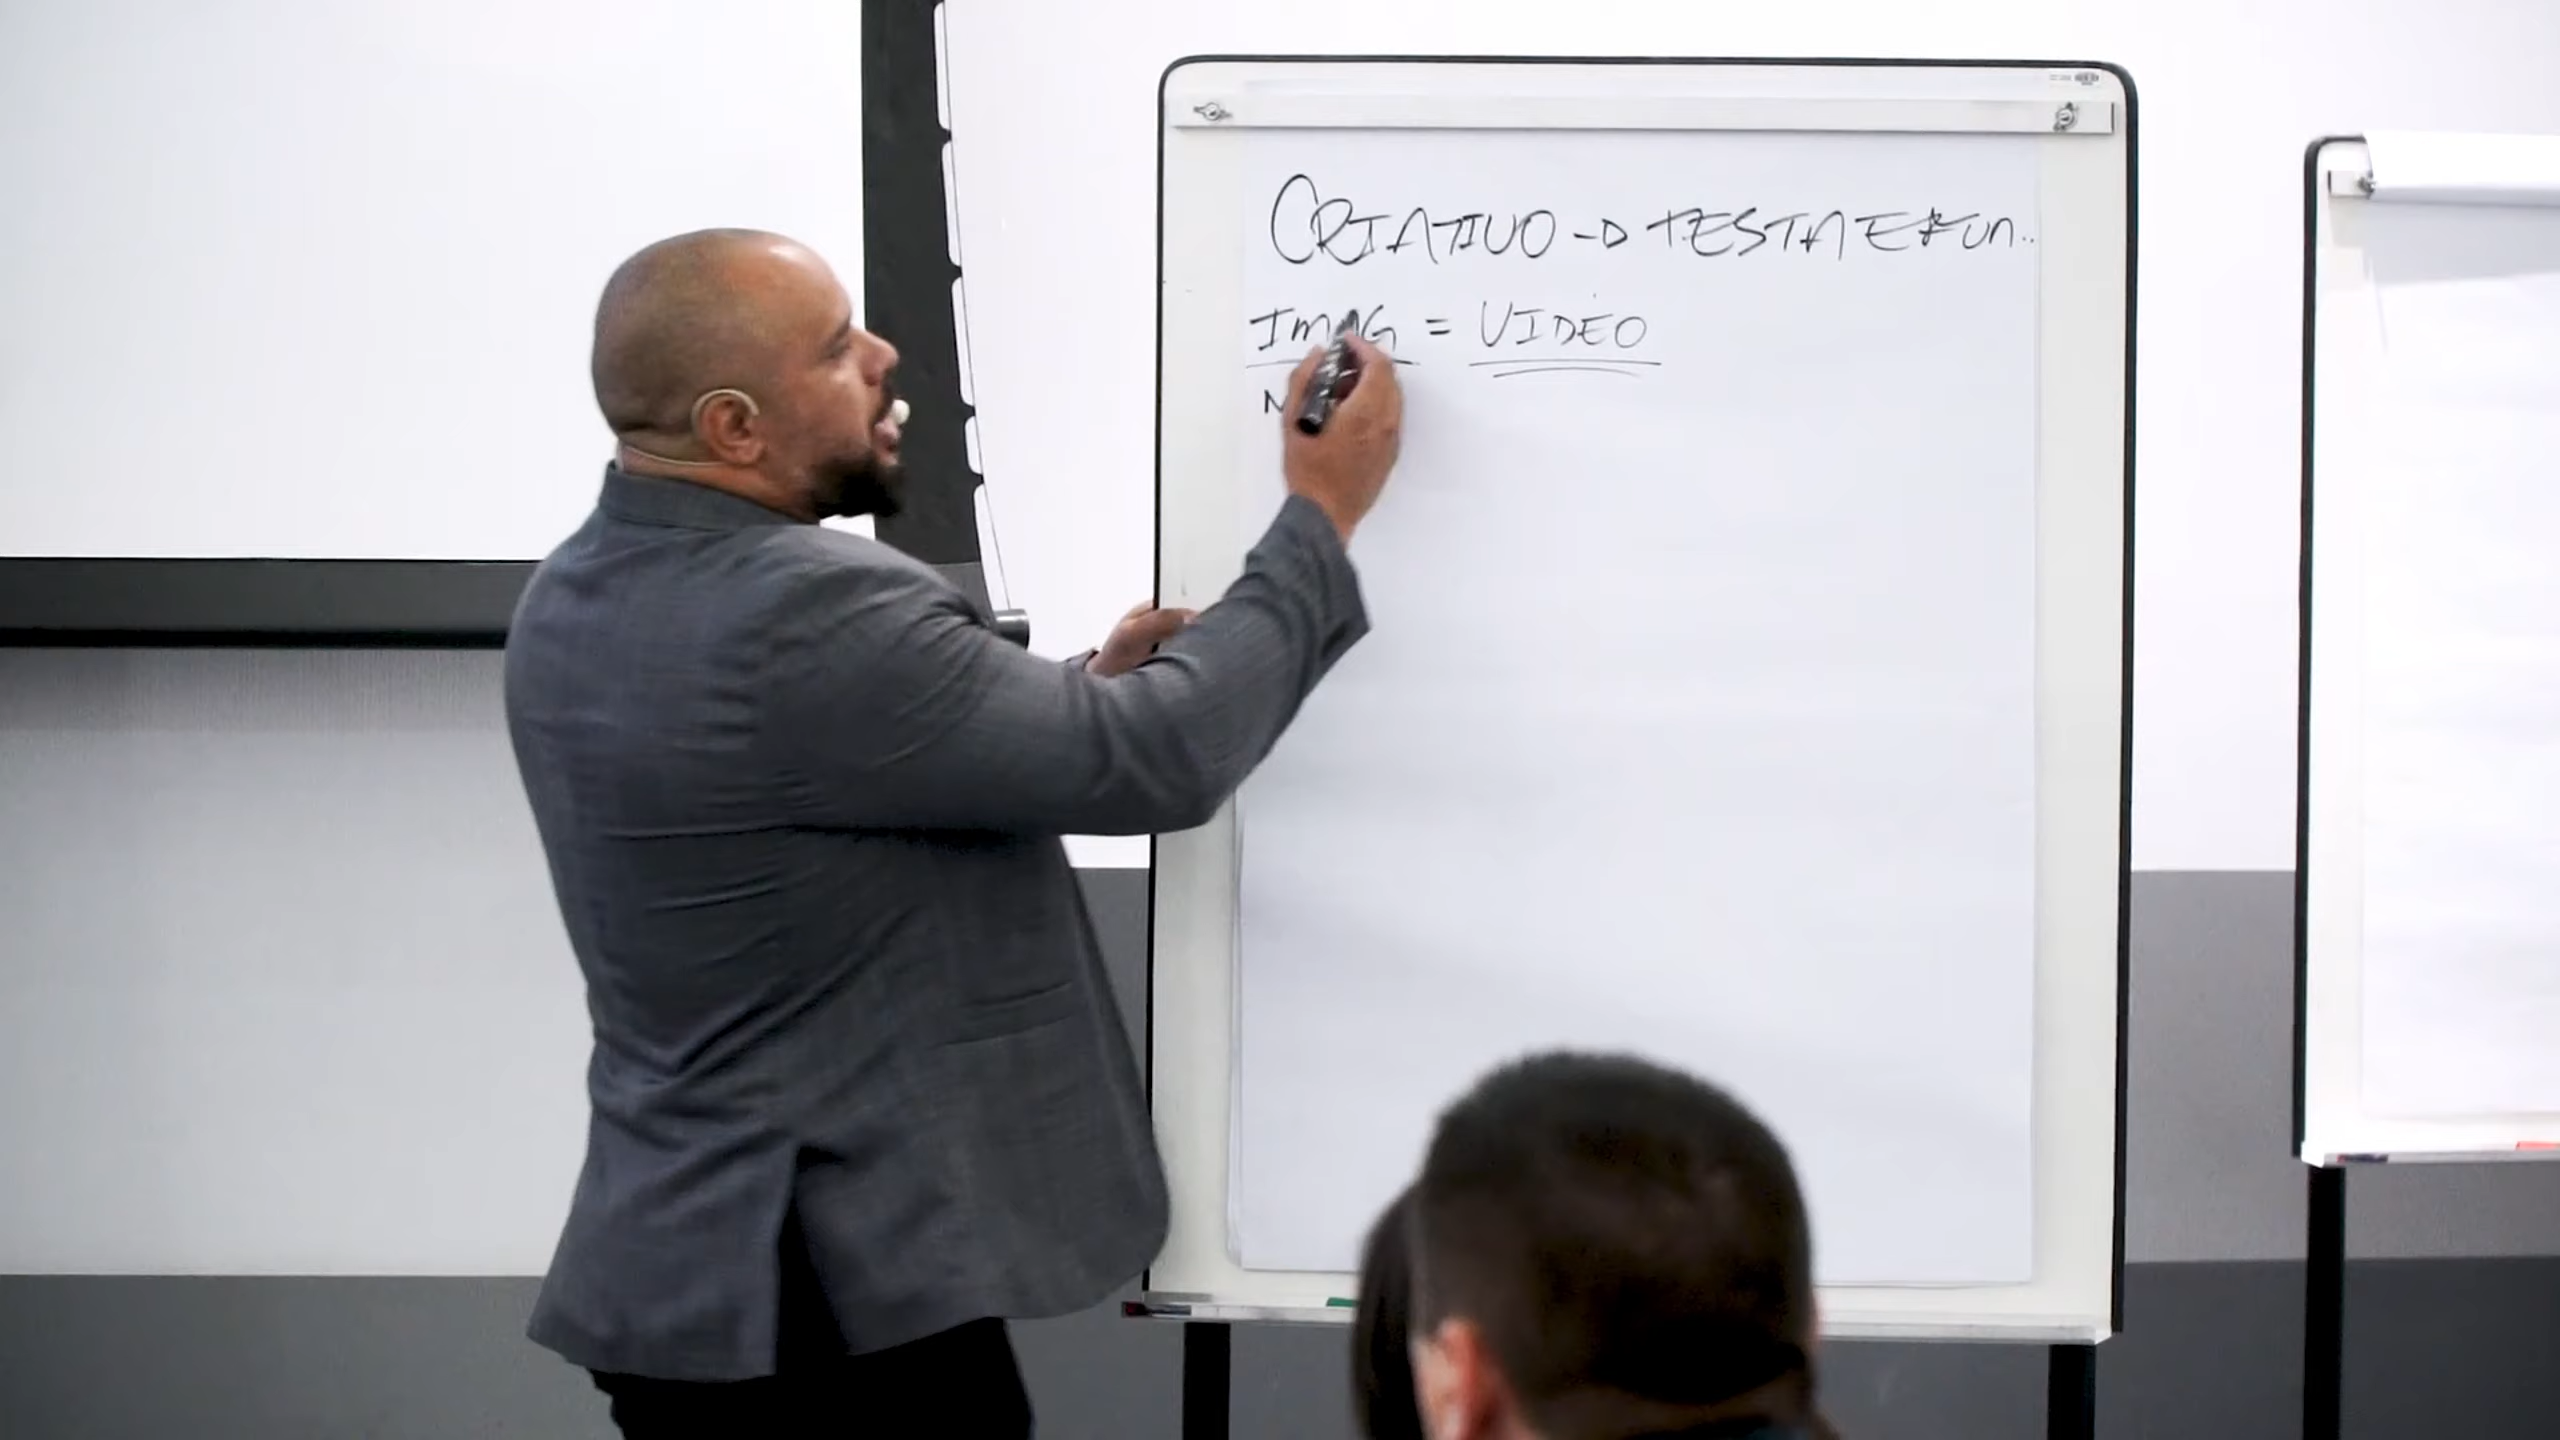 CRIATIVO → TESTA E FUN..
IMAG = VIDEO
N